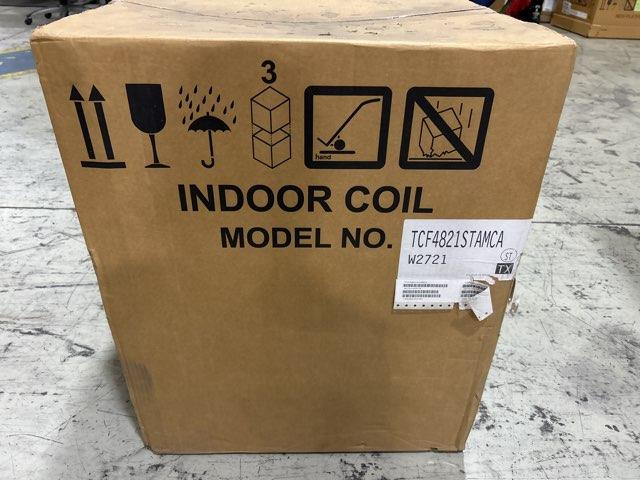 3
hand
INDOOR COIL
MODEL NO.
TCF4821STAMCA
W2721
ST
TX